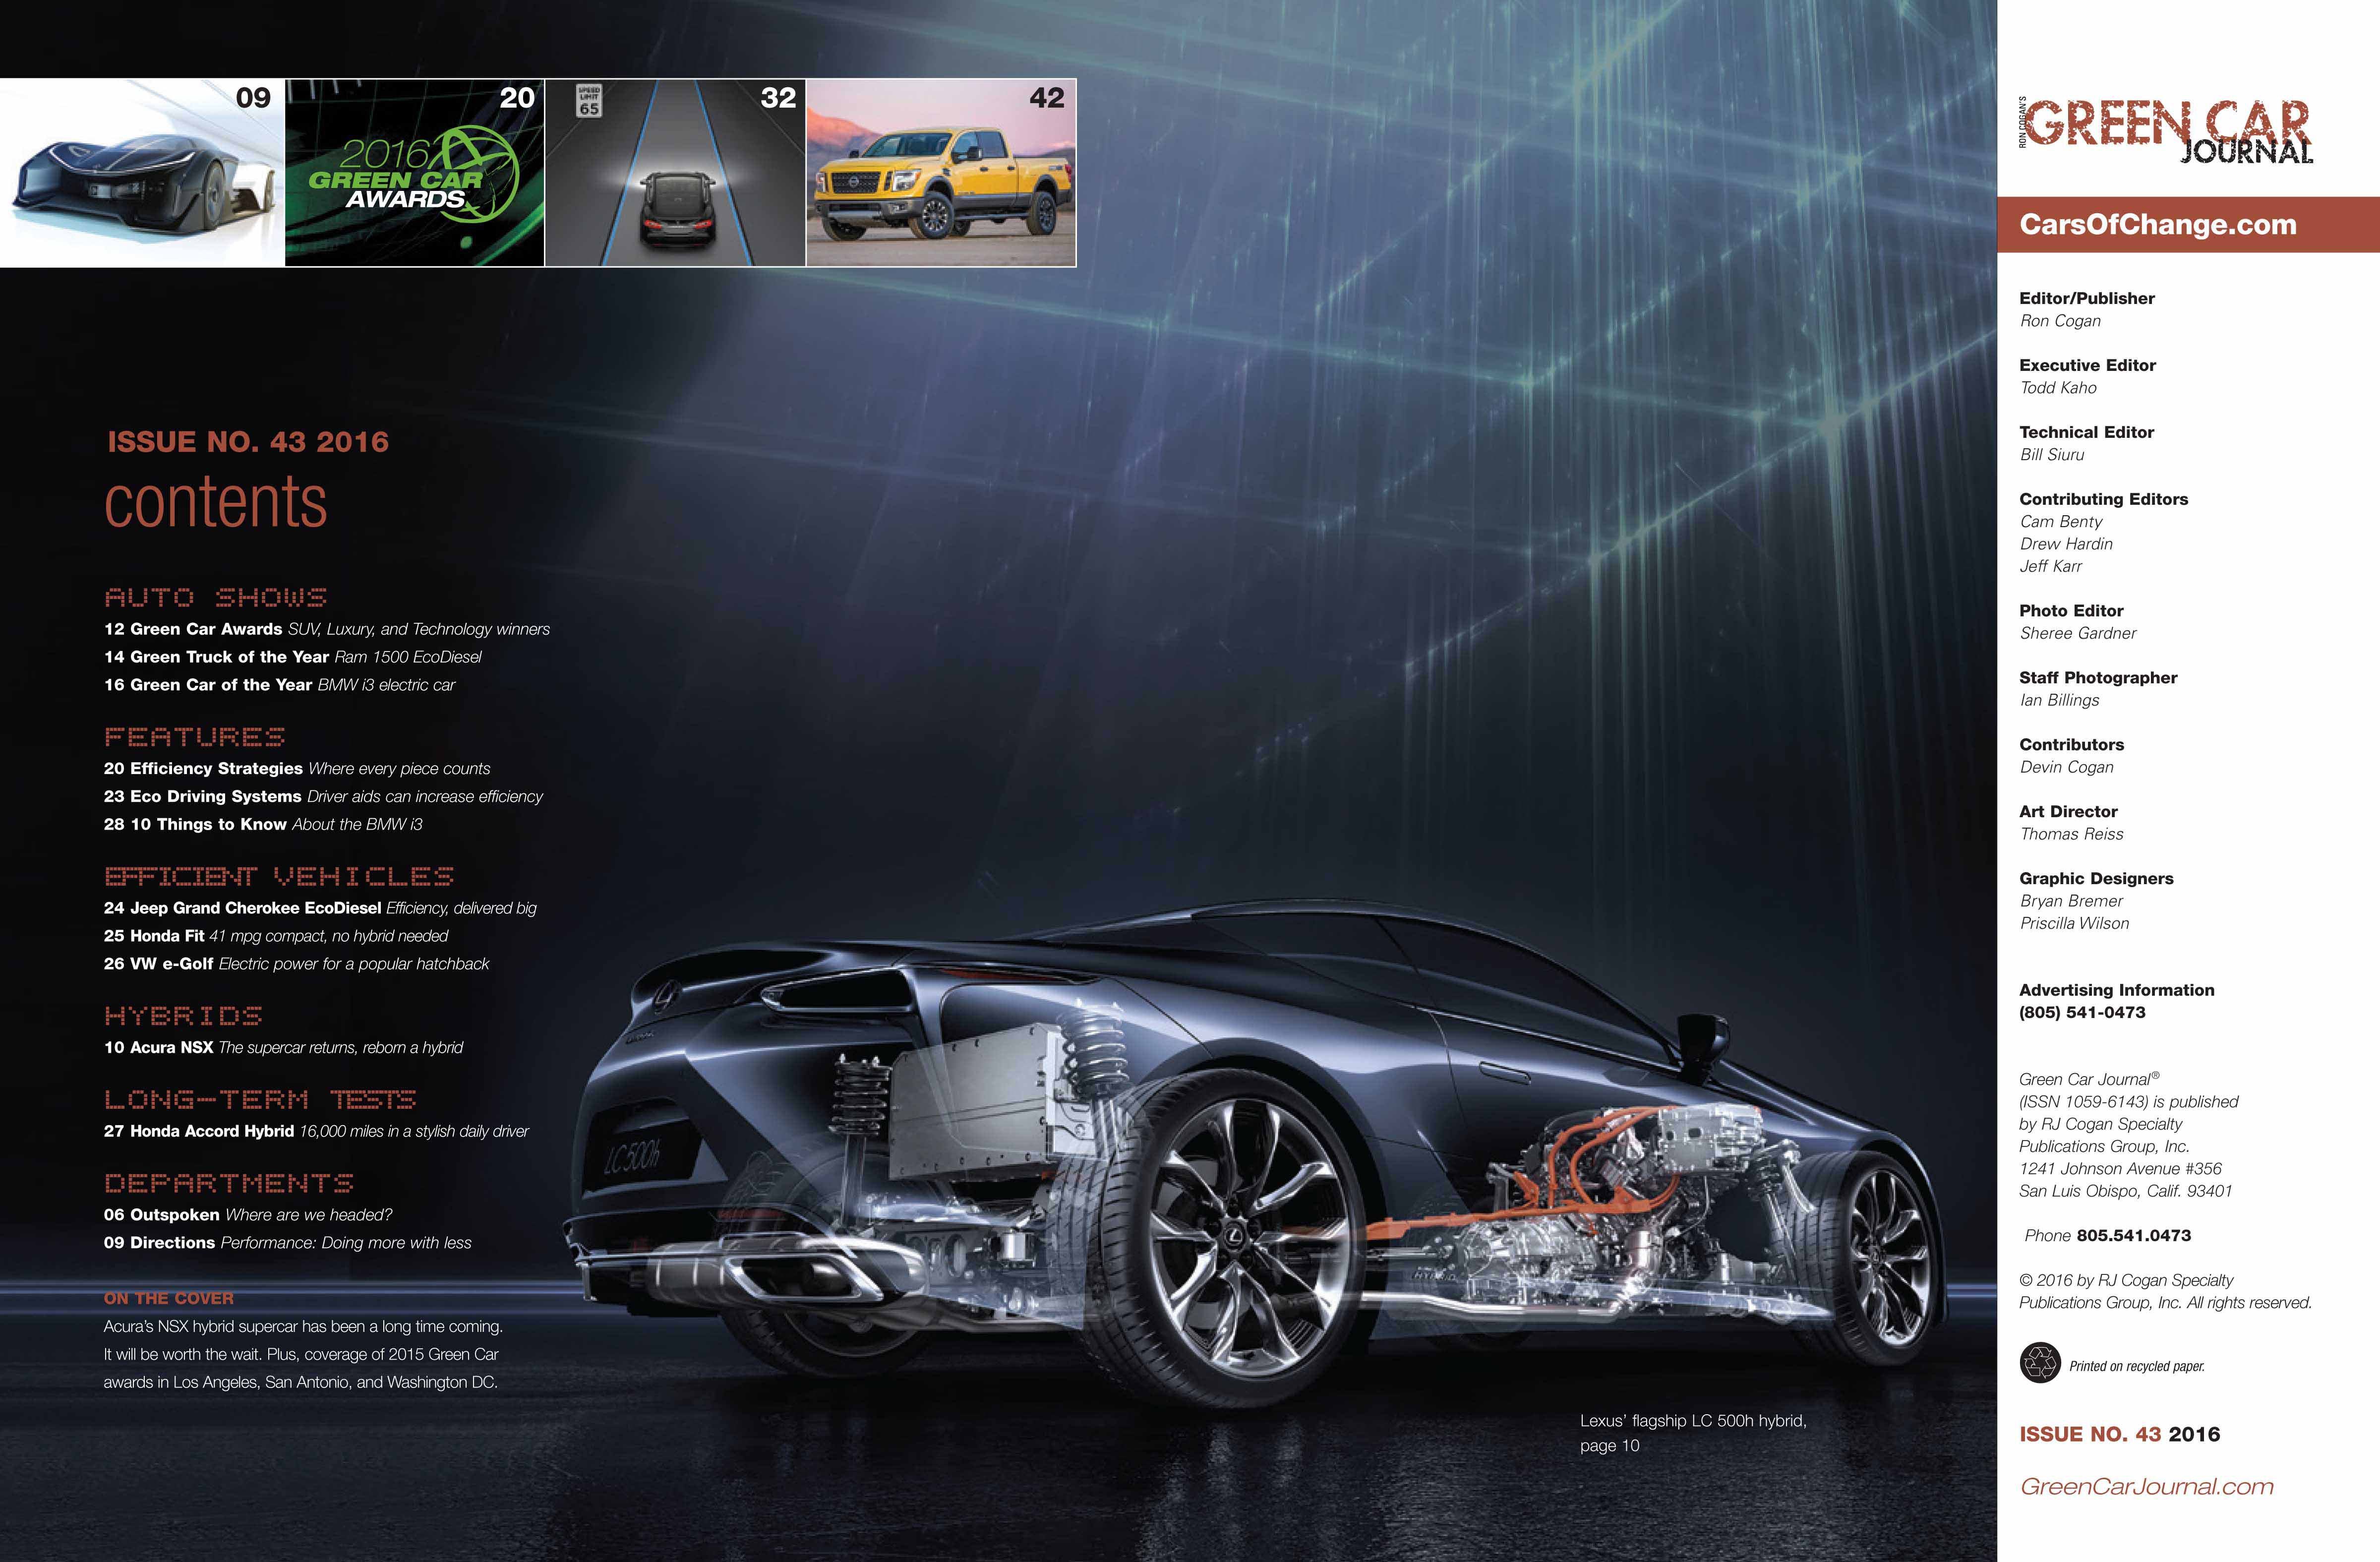 09
20
2016
GREEN CAR
AWARDS
SPEED
LIMIT
65
32
42
ISSUE NO. 43 2016
contents
AUTO SHOWS
12 Green Car Awards SUV, Luxury, and Technology winners
14 Green Truck of the Year Ram 1500 EcoDiesel
16 Green Car of the Year BMW i3 electric car
FEATURES
20 Efficiency Strategies Where every piece counts
23 Eco Driving Systems Driver aids can increase efficiency
28 10 Things to Know About the BMW i3
EFFICIENT VEHICLES
24 Jeep Grand Cherokee EcoDiesel Efficiency, delivered big
25 Honda Fit 41 mpg compact, no hybrid needed
26 VW e-Golf Electric power for a popular hatchback
HYBRIDS
10 Acura NSX The supercar returns, reborn a hybrid
LONG-TERM TESTS
27 Honda Accord Hybrid 16,000 miles in a stylish daily driver
DEPARTMENTS
06 Outspoken Where are we headed?
09 Directions Performance: Doing more with less
ON THE COVER
Acura's NSX hybrid supercar has been a long time coming.
It will be worth the wait. Plus, coverage of 2015 Green Car
awards in Los Angeles, San Antonio, and Washington DC.
LC500h
HYBRID
Lexus' flagship LC 500h hybrid,
page 10
RON COGAN'S
GREEN CAR
JOURNAL
CarsOfChange.com
Editor/Publisher
Ron Cogan
Executive Editor
Todd Kaho
Technical Editor
Bill Siuru
Contributing Editors
Cam Benty
Drew Hardin
Jeff Karr
Photo Editor
Sheree Gardner
Staff Photographer
Ian Billings
Contributors
Devin Cogan
Art Director
Thomas Reiss
Graphic Designers
Bryan Bremer
Priscilla Wilson
Advertising Information
(805) 541-0473
Green Car Journal®
(ISSN 1059-6143) is published
by RJ Cogan Specialty
Publications Group, Inc.
1241 Johnson Avenue #356
San Luis Obispo, Calif. 93401
Phone 805.541.0473
© 2016 by RJ Cogan Specialty
Publications Group, Inc. All rights reserved.
Printed on recycled paper.
ISSUE NO. 43 2016
GreenCarJournal.com